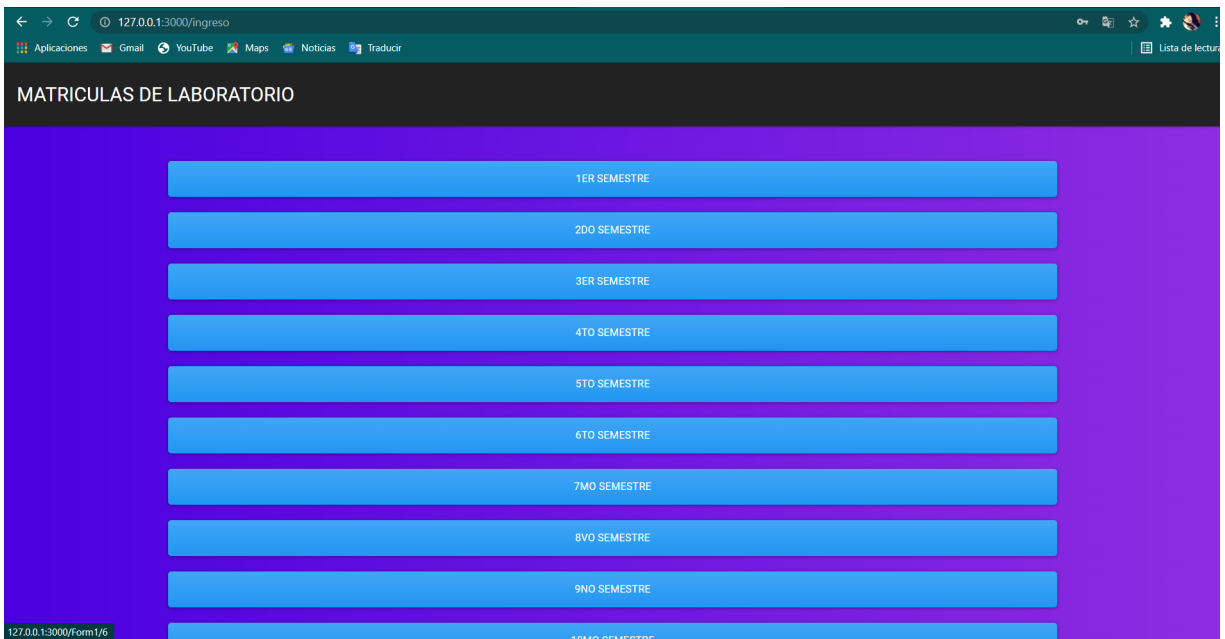 127.0.0.1:3000/ingreso
Aplicaciones Gmail YouTube Maps Noticias Traducir Lista de lectura
MATRICULAS DE LABORATORIO
1ER SEMESTRE
2DO SEMESTRE
3ER SEMESTRE
4TO SEMESTRE
5TO SEMESTRE
6TO SEMESTRE
7MO SEMESTRE
8VO SEMESTRE
9NO SEMESTRE
10MO SEMESTRE
127.0.0.1:3000/Form1/6